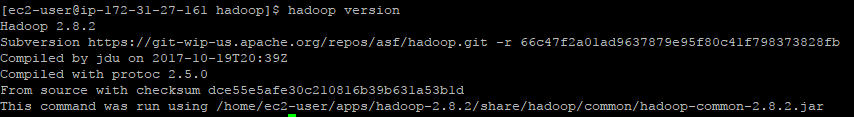 [ec2-user@ip-172-31-27-161 hadoop]$ hadoop version
Hadoop 2.8.2
Subversion https://git-wip-us.apache.org/repos/asf/hadoop.git -r 66c47f2a01ad9637879e95f80c41f798373828fb
Compiled by jdu on 2017-10-19T20:39Z
Compiled with protoc 2.5.0
From source with checksum dce55e5afe30c210816b39b631a53b1d
This command was run using /home/ec2-user/apps/hadoop-2.8.2/share/hadoop/common/hadoop-common-2.8.2.jar